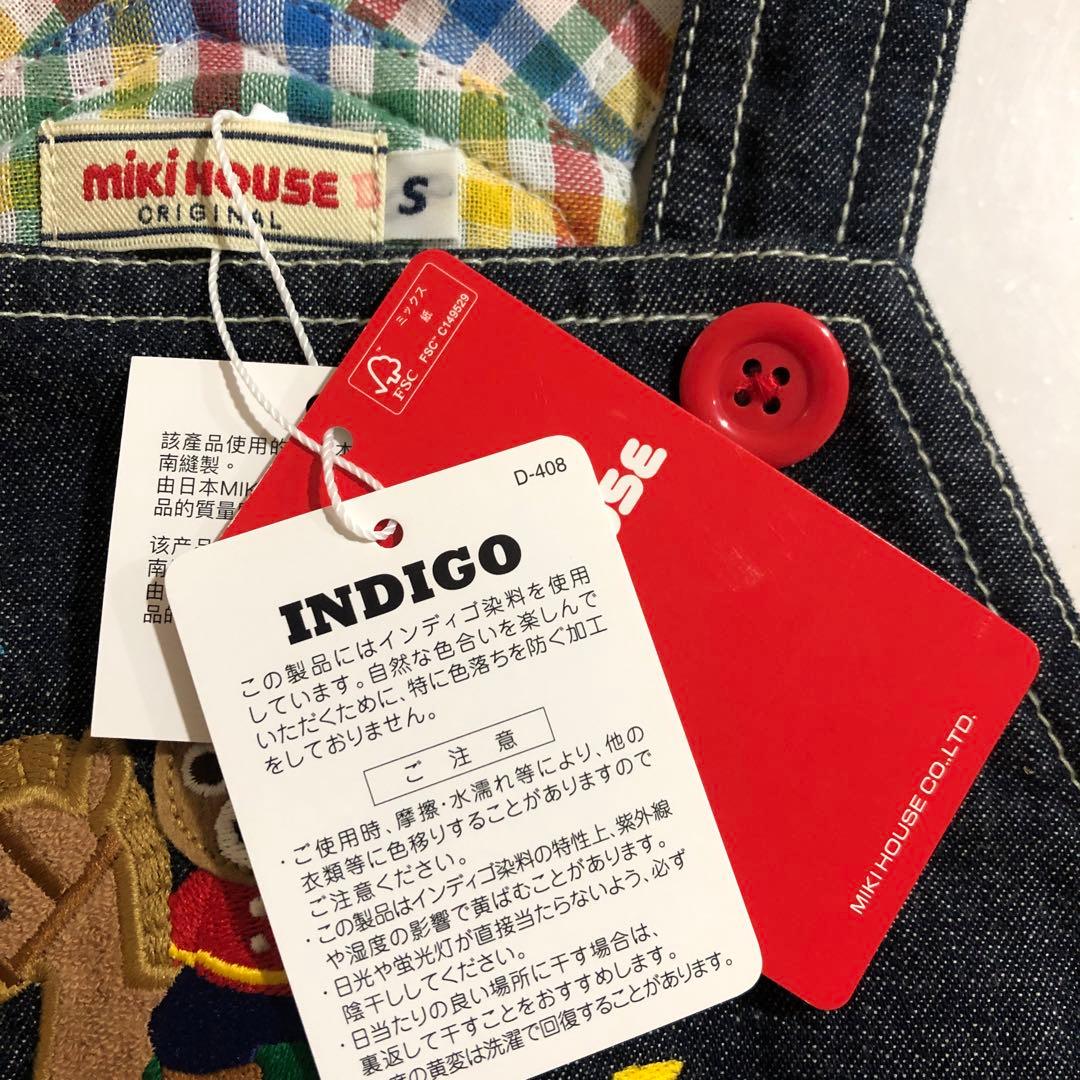 miKi HOUSE
ORIGINAL
S
ミックス
紙
FSC™ C149529
FSC
該產品使用的
南縫製。
由日本MIK
品的質量
该产品
南
由
品的
MIKI HOUSE CO.,LTD.
D-408
INDIGO
この製品にはインディゴ染料を使用
しています。自然な色合いを楽しんで
いただくために、特に色落ちを防ぐ加工
をしておりません。
ご注意
・ご使用時、摩擦・水濡れ等により、他の
衣類等に色移りすることがありますので
ご注意ください。
・この製品はインディゴ染料の特性上、紫外線
や湿度の影響で黄ばむことがあります。
・日光や蛍光灯が直接当たらないよう、必ず
陰干ししてください。
・日当たりの良い場所に干す場合は、
裏返して干すことをおすすめします。
度の黄変は洗濯で回復することがあります。